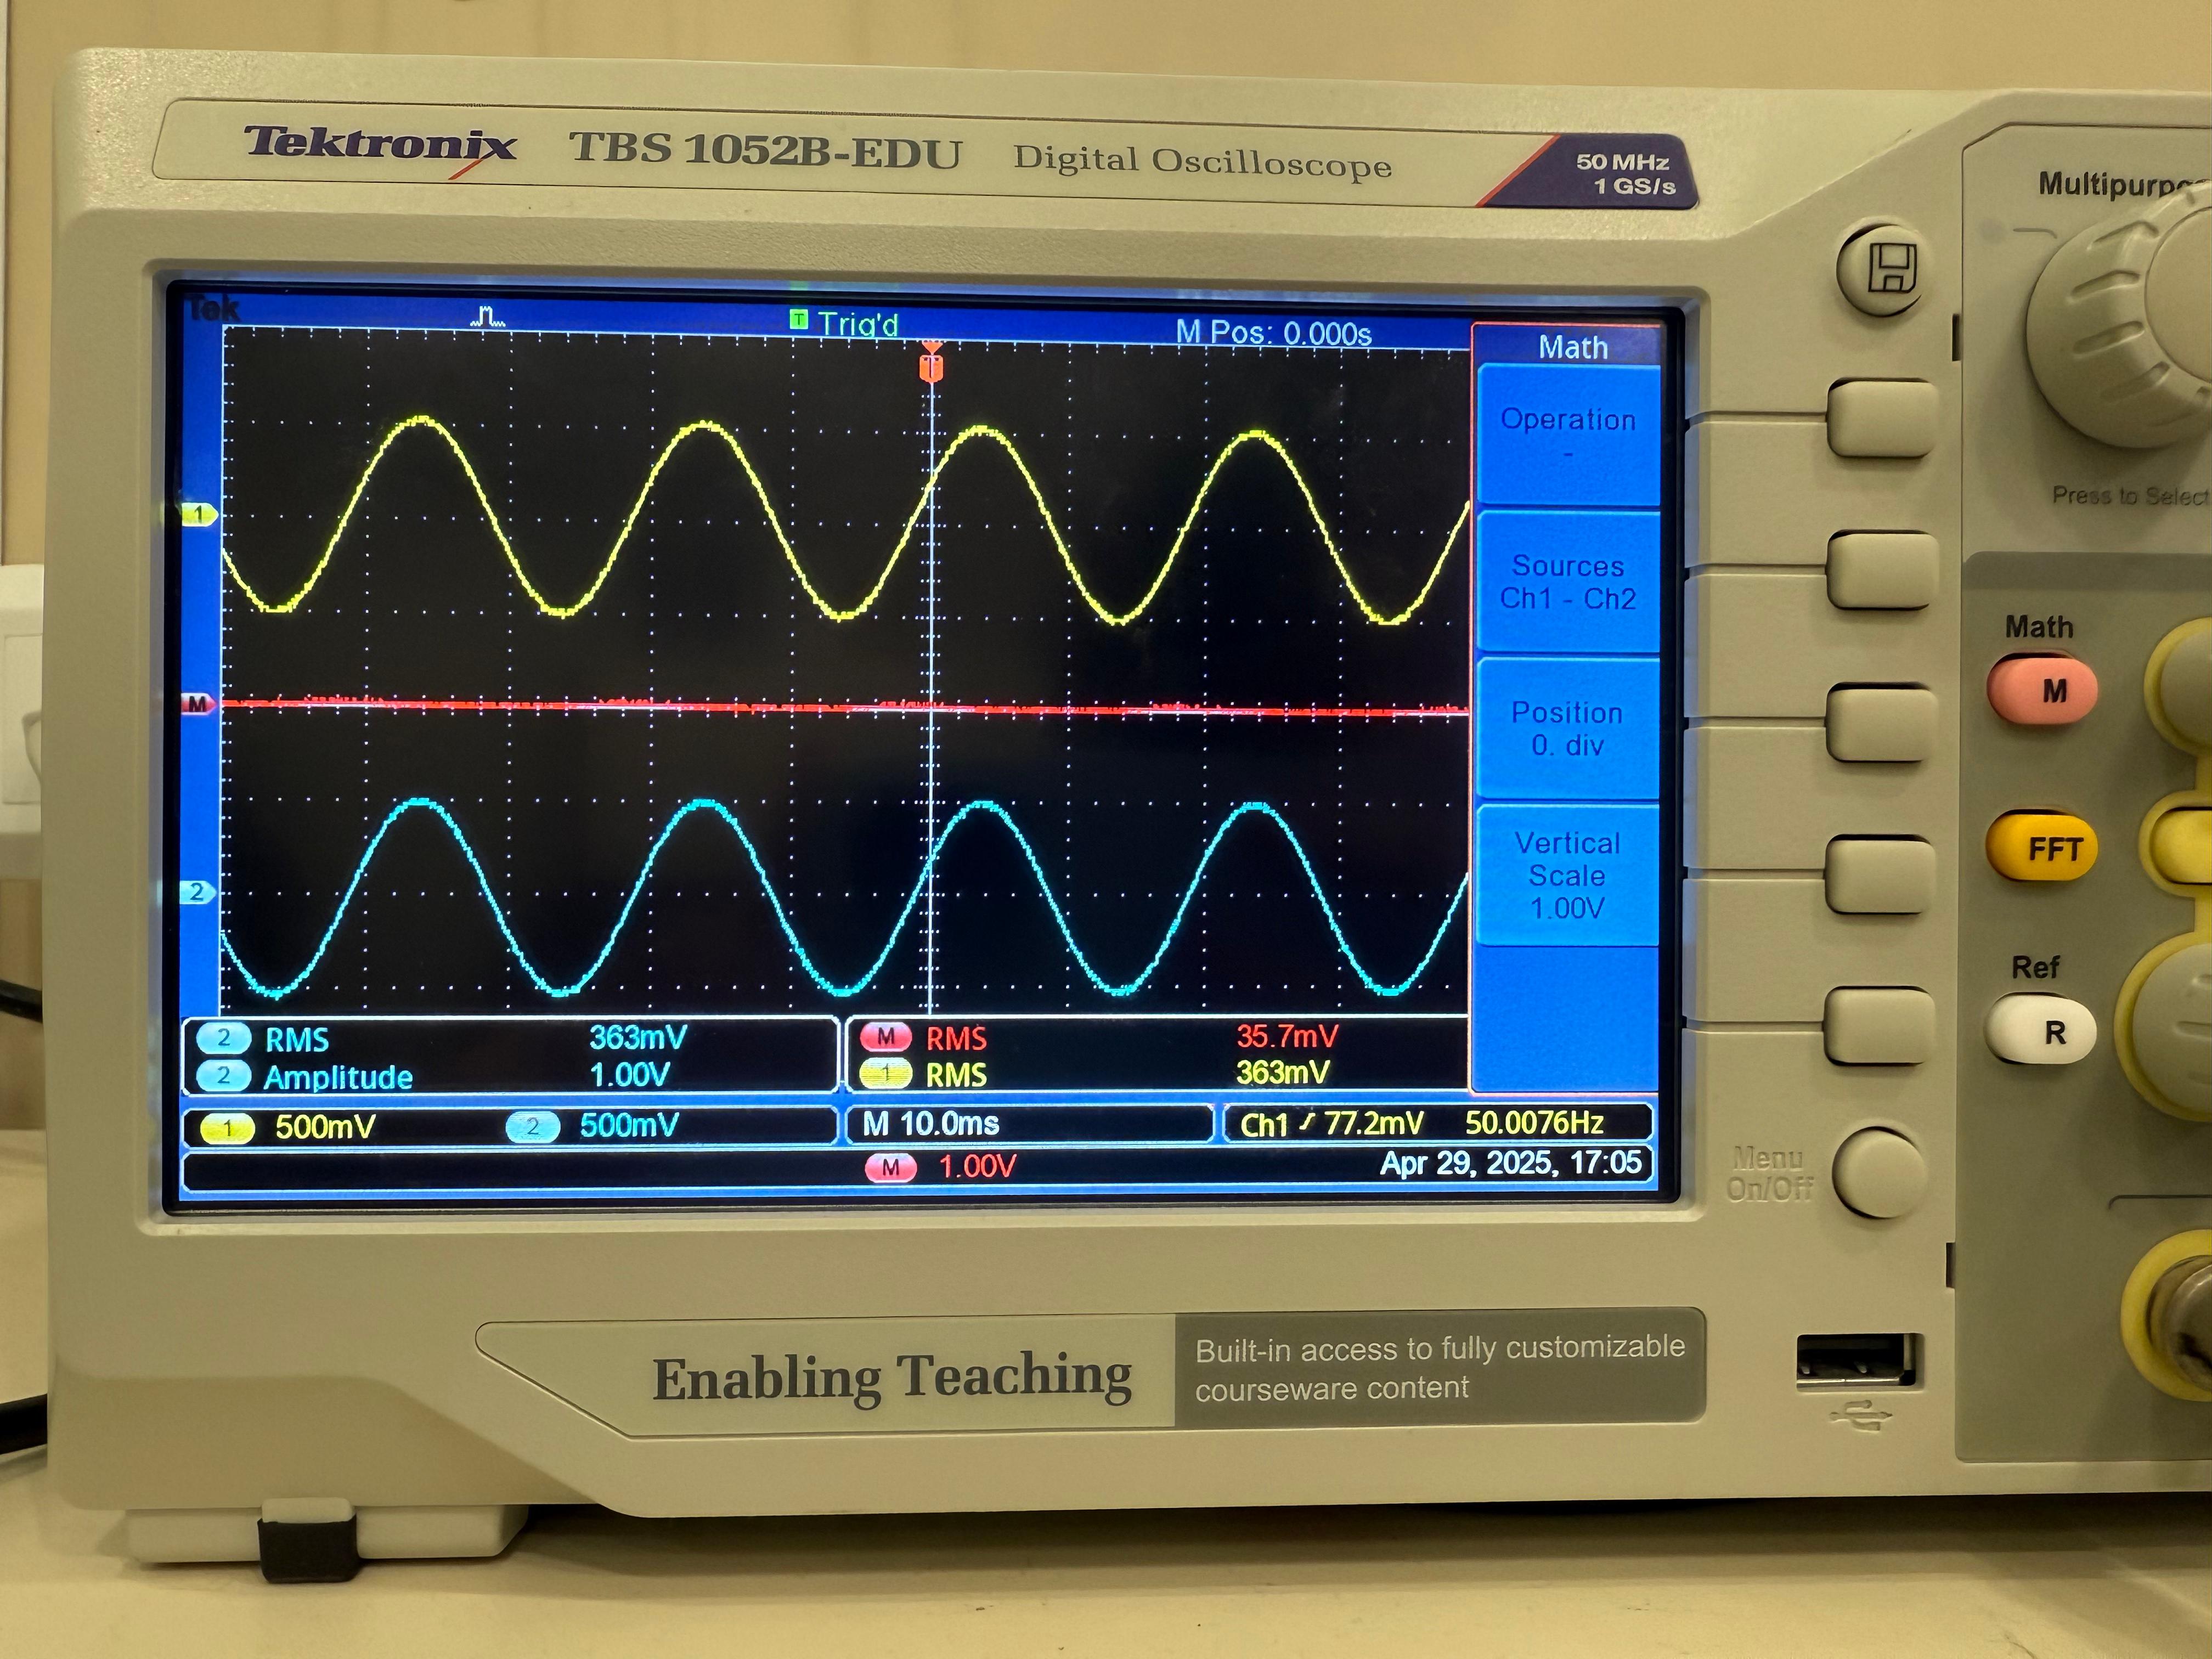 Tektronix TBS 1052B-EDU Digital Oscilloscope
50 MHz
1 GS/s
Tek
T Trig'd
M Pos: 0.000s
T
Math
Operation
-
Sources
Ch1 - Ch2
Position
0. div
Vertical
Scale
1.00V
1
M
2
2 RMS 363mV
2 Amplitude 1.00V
M RMS 35.7mV
1 RMS 363mV
1 500mV 2 500mV
M 10.0ms
Ch1 77.2mV 50.0076Hz
M 1.00V
Apr 29, 2025, 17:05
Press to Select
Math
M
FFT
Ref
R
Menu
On/Off
Enabling Teaching
Built-in access to fully customizable
courseware content